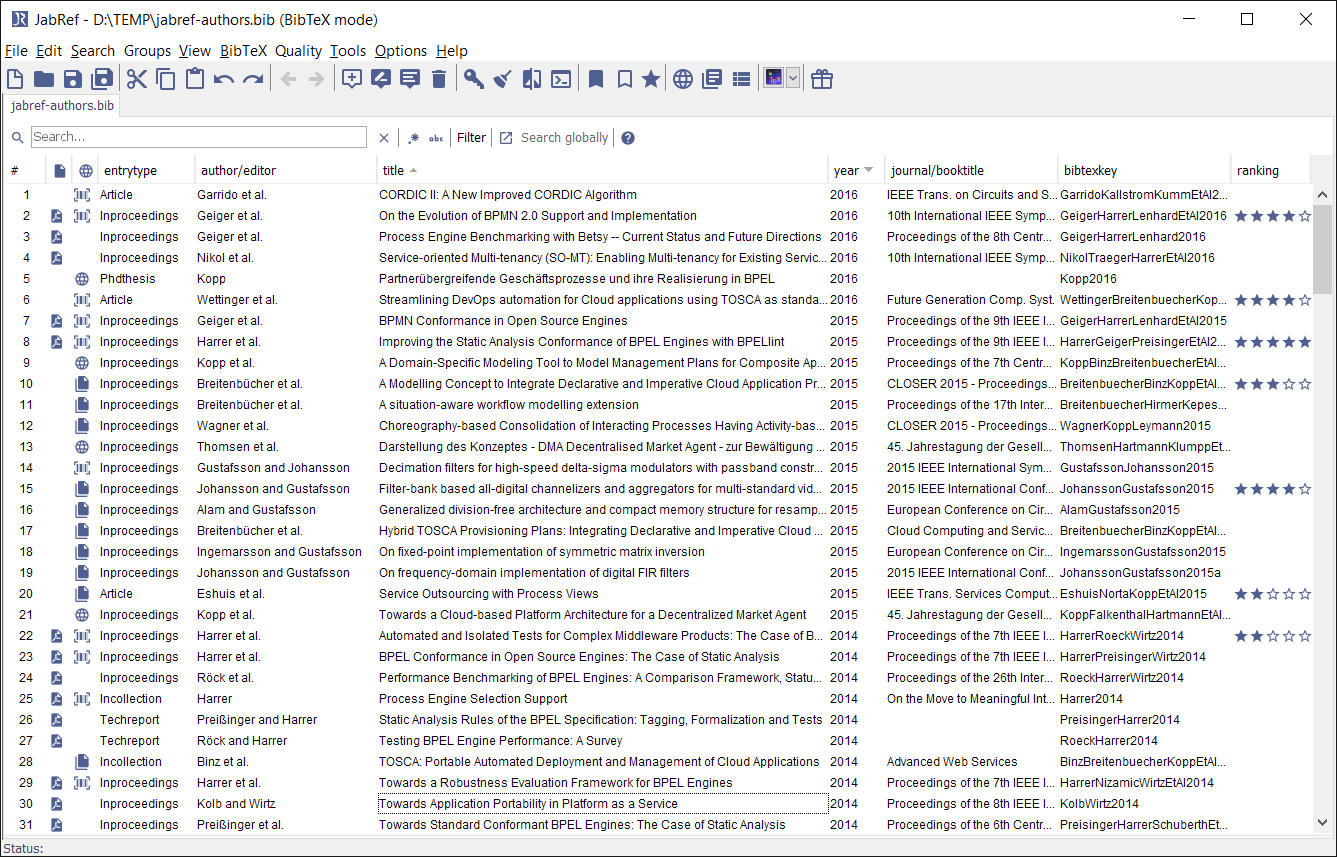 JabRef - D:\TEMP\jabref-authors.bib (BibTeX mode)
File Edit Search Groups View BibTeX Quality Tools Options Help
jabref-authors.bib
Search... .* abc Filter Search globally
# entrytype author/editor title year journal/booktitle bibtexkey ranking
1 Article Garrido et al. CORDIC II: A New Improved CORDIC Algorithm 2016 IEEE Trans. on Circuits and S... GarridoKallstromKummEtAl2...
2 Inproceedings Geiger et al. On the Evolution of BPMN 2.0 Support and Implementation 2016 10th International IEEE Symp... GeigerHarrerLenhardEtAl2016
3 Inproceedings Geiger et al. Process Engine Benchmarking with Betsy -- Current Status and Future Directions 2016 Proceedings of the 8th Centr... GeigerHarrerLenhard2016
4 Inproceedings Nikol et al. Service-oriented Multi-tenancy (SO-MT): Enabling Multi-tenancy for Existing Servic... 2016 10th International IEEE Symp... NikolTraegerHarrerEtAl2016
5 Phdthesis Kopp Partnerübergreifende Geschäftsprozesse und ihre Realisierung in BPEL 2016 Kopp2016
6 Article Wettinger et al. Streamlining DevOps automation for Cloud applications using TOSCA as standa... 2016 Future Generation Comp. Syst. WettingerBreitenbuecherKop...
7 Inproceedings Geiger et al. BPMN Conformance in Open Source Engines 2015 Proceedings of the 9th IEEE I... GeigerHarrerLenhardEtAl2015
8 Inproceedings Harrer et al. Improving the Static Analysis Conformance of BPEL Engines with BPELlint 2015 Proceedings of the 9th IEEE I... HarrerGeigerPreisingerEtAl2...
9 Inproceedings Kopp et al. A Domain-Specific Modeling Tool to Model Management Plans for Composite Ap... 2015 Proceedings of the 7th Centr... KoppBinzBreitenbuecherEtAl...
10 Inproceedings Breitenbücher et al. A Modelling Concept to Integrate Declarative and Imperative Cloud Application Pr... 2015 CLOSER 2015 - Proceedings... BreitenbuecherBinzKoppEtAl...
11 Inproceedings Breitenbücher et al. A situation-aware workflow modelling extension 2015 Proceedings of the 17th Inter... BreitenbuecherHirmerKepes...
12 Inproceedings Wagner et al. Choreography-based Consolidation of Interacting Processes Having Activity-bas... 2015 CLOSER 2015 - Proceedings... WagnerKoppLeymann2015
13 Inproceedings Thomsen et al. Darstellung des Konzeptes - DMA Decentralised Market Agent - zur Bewältigung ... 2015 45. Jahrestagung der Gesell... ThomsenHartmannKlumppEt...
14 Inproceedings Gustafsson and Johansson Decimation filters for high-speed delta-sigma modulators with passband constr... 2015 2015 IEEE International Sym... GustafssonJohansson2015
15 Inproceedings Johansson and Gustafsson Filter-bank based all-digital channelizers and aggregators for multi-standard vid... 2015 2015 IEEE International Conf... JohanssonGustafsson2015
16 Inproceedings Alam and Gustafsson Generalized division-free architecture and compact memory structure for resamp... 2015 European Conference on Cir... AlamGustafsson2015
17 Inproceedings Breitenbücher et al. Hybrid TOSCA Provisioning Plans: Integrating Declarative and Imperative Cloud ... 2015 Cloud Computing and Servic... BreitenbuecherBinzKoppEtAl...
18 Inproceedings Ingemarsson and Gustafsson On fixed-point implementation of symmetric matrix inversion 2015 European Conference on Cir... IngemarssonGustafsson2015
19 Inproceedings Johansson and Gustafsson On frequency-domain implementation of digital FIR filters 2015 2015 IEEE International Conf... JohanssonGustafsson2015a
20 Article Eshuis et al. Service Outsourcing with Process Views 2015 IEEE Trans. Services Comput... EshuisNortaKoppEtAl2015
21 Inproceedings Kopp et al. Towards a Cloud-based Platform Architecture for a Decentralized Market Agent 2015 45. Jahrestagung der Gesell... KoppFalkenthalHartmannEtAl...
22 Inproceedings Harrer et al. Automated and Isolated Tests for Complex Middleware Products: The Case of B... 2014 Proceedings of the 7th IEEE I... HarrerRoeckWirtz2014
23 Inproceedings Harrer et al. BPEL Conformance in Open Source Engines: The Case of Static Analysis 2014 Proceedings of the 7th IEEE I... HarrerPreisingerWirtz2014
24 Inproceedings Röck et al. Performance Benchmarking of BPEL Engines: A Comparison Framework, Statu... 2014 Proceedings of the 26th Inter... RoeckHarrerWirtz2014
25 Incollection Harrer Process Engine Selection Support 2014 On the Move to Meaningful Int... Harrer2014
26 Techreport Preißinger and Harrer Static Analysis Rules of the BPEL Specification: Tagging, Formalization and Tests 2014 PreisingerHarrer2014
27 Techreport Röck and Harrer Testing BPEL Engine Performance: A Survey 2014 RoeckHarrer2014
28 Incollection Binz et al. TOSCA: Portable Automated Deployment and Management of Cloud Applications 2014 Advanced Web Services BinzBreitenbuecherKoppEtAl...
29 Inproceedings Harrer et al. Towards a Robustness Evaluation Framework for BPEL Engines 2014 Proceedings of the 7th IEEE I... HarrerNizamicWirtzEtAl2014
30 Inproceedings Kolb and Wirtz Towards Application Portability in Platform as a Service 2014 Proceedings of the 8th IEEE I... KolbWirtz2014
31 Inproceedings Preißinger et al. Towards Standard Conformant BPEL Engines: The Case of Static Analysis 2014 Proceedings of the 6th Centr... PreisingerHarrerSchuberthEt...
Status: